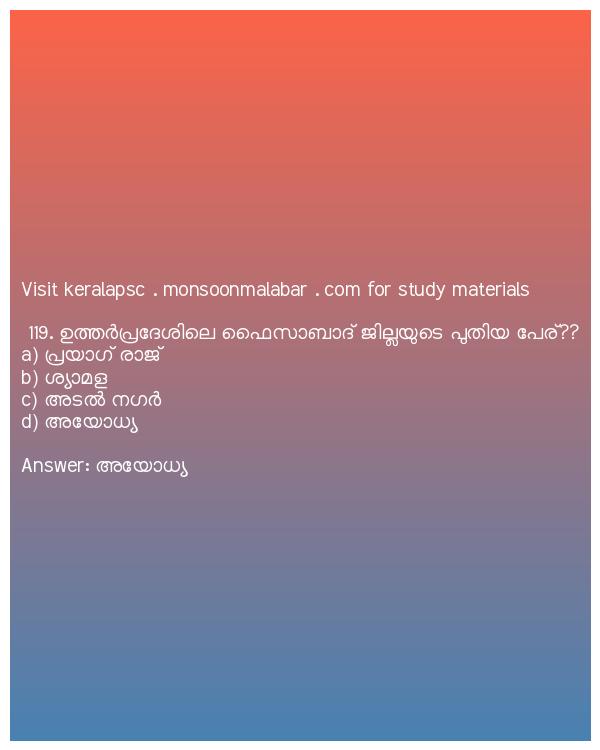 Visit keralapsc . monsoonmalabar . com for study materials
119. ഉത്തർപ്രദേശിലെ ഫൈസാബാദ് ജില്ലയുടെ പുതിയ പേര്??
a) പ്രയാഗ് രാജ്
b) ശ്യാമള
c) അടൽ നഗർ
d) അയോധ്യ
Answer: അയോധ്യ